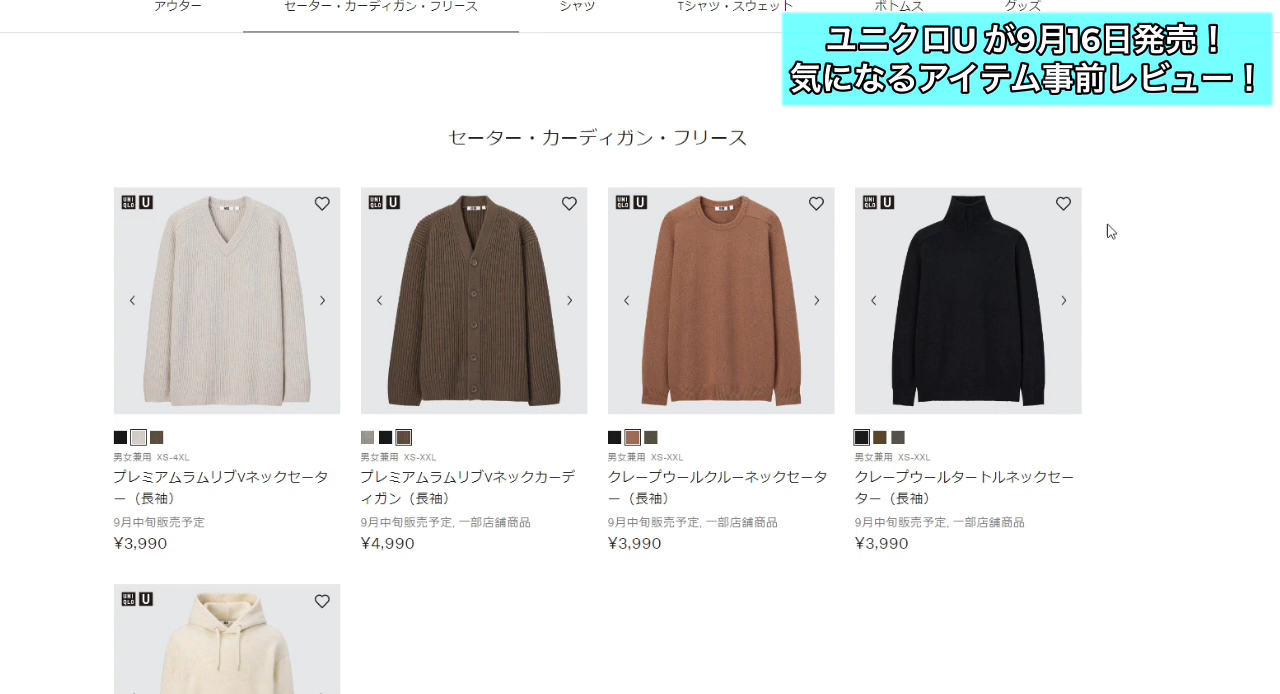 アウター
セーター・カーディガン・フリース
シャツ
Tシャツ・スウェット
ボトムス
グッズ
ユニクロU が9月16日発売！
気になるアイテム事前レビュー！
セーター・カーディガン・フリース
UNI QLO U
UNI QLO U
UNI QLO U
UNI QLO U
男女兼用 XS-4XL
プレミアムラムリブVネックセータ
ー（長袖）
9月中旬販売予定
¥3,990
男女兼用 XS-XXL
プレミアムラムリブVネックカーデ
ィガン（長袖）
9月中旬販売予定, 一部店舗商品
¥4,990
男女兼用 XS-XXL
クレープウールクルーネックセータ
ー（長袖）
9月中旬販売予定, 一部店舗商品
¥3,990
男女兼用 XS-XXL
クレープウールタートルネックセー
ター（長袖）
9月中旬販売予定, 一部店舗商品
¥3,990
UNI QLO U